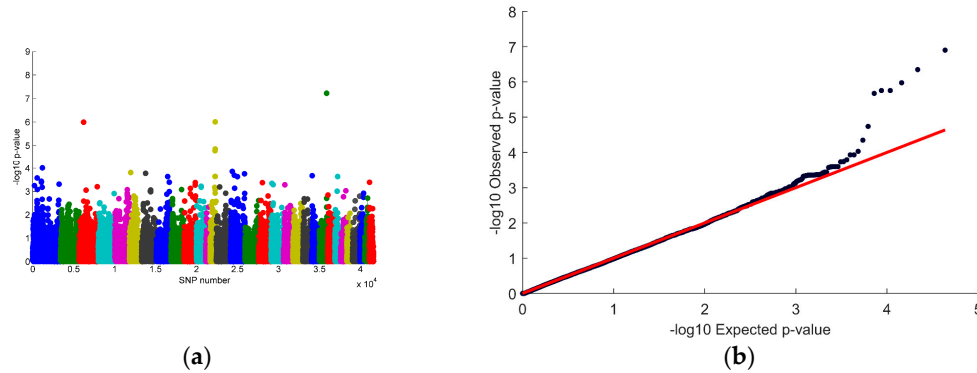 9
8
7
6
5
4
3
2
1
0
-log10 p-value
0 0.5 1 1.5 2 2.5 3 3.5 4
SNP number
x 10^4
(a)
8
7
6
5
4
3
2
1
0
-log10 Observed p-value
0 1 2 3 4 5
-log10 Expected p-value
(b)